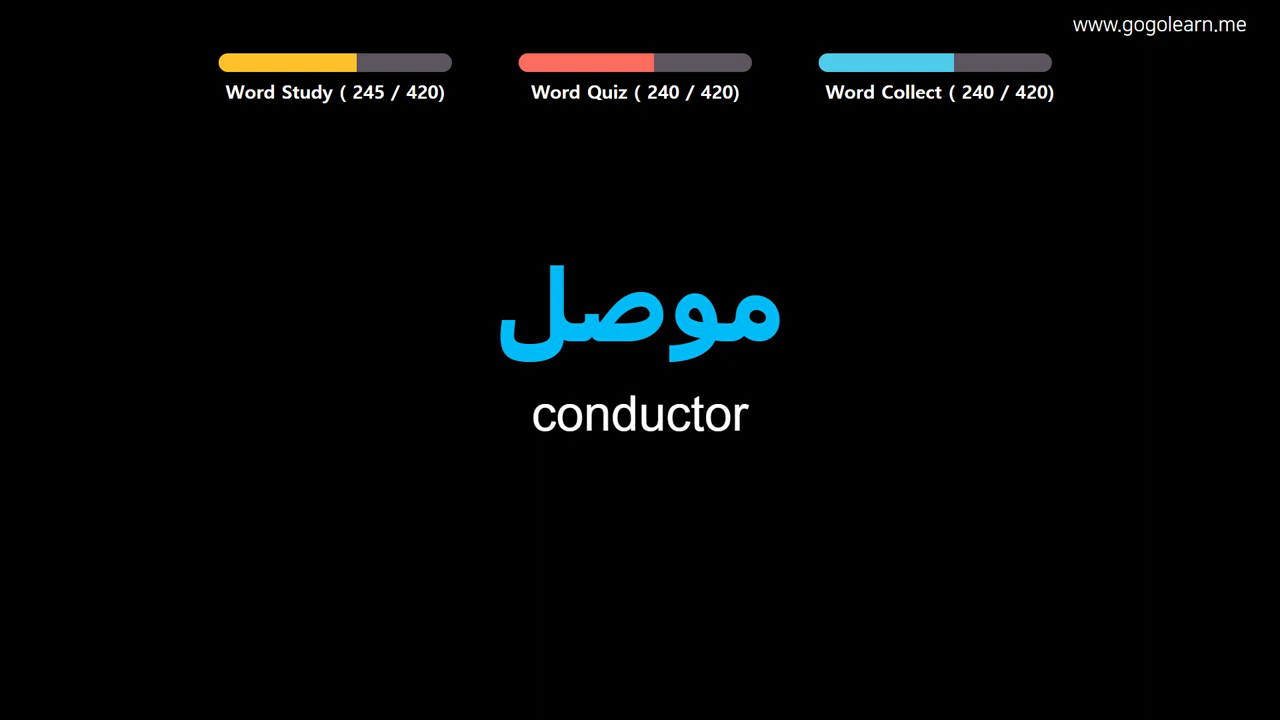 www.gogolearn.me
Word Study ( 245 / 420)
Word Quiz ( 240 / 420)
Word Collect ( 240 / 420)
موصل
conductor